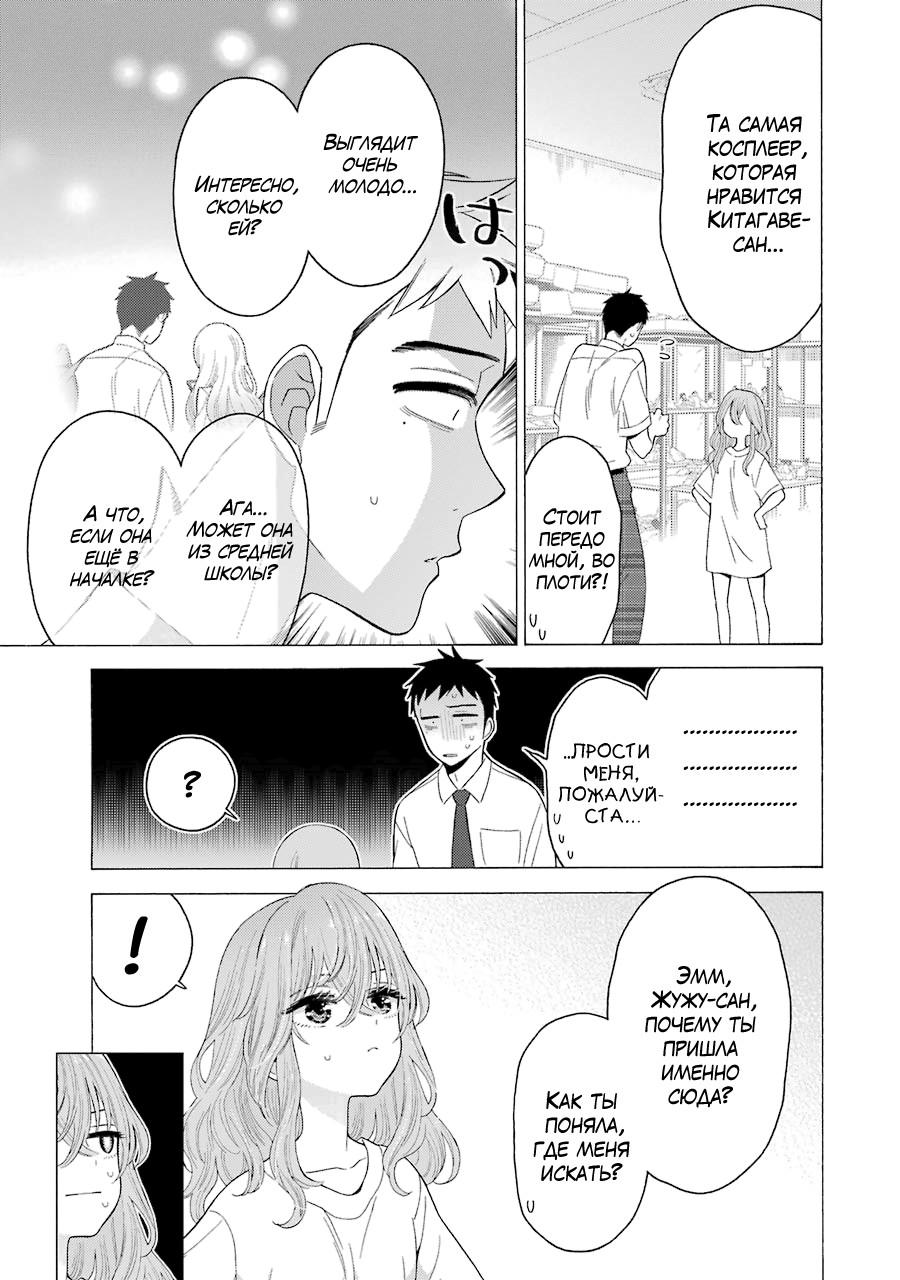 Та самая
косплеер,
которая
нравится
Китагаве-
сан...
Стоит
передо
мной, во
плоти?!
Выглядит
очень
молодо...
Интересно,
сколько
ей?
はっ
Ага...
Может она
из средней
школы?
А что,
если она
ещё в
началке?
.....................
.....................
.....................
...Прости
меня,
пожалуй-
ста...
?
Эмм,
Жужу-сан,
почему ты
пришла
именно
сюда?
Как ты
поняла,
где меня
искать?
!